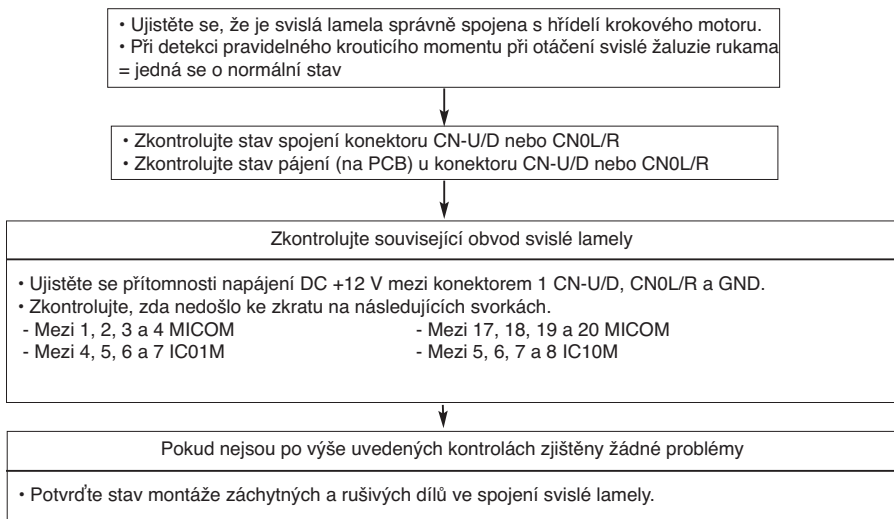 • Ujistěte se, že je svislá lamela správně spojena s hřídelí krokového motoru.
• Při detekci pravidelného krouticího momentu při otáčení svislé žaluzie rukama
= jedná se o normální stav
• Zkontrolujte stav spojení konektoru CN-U/D nebo CN0L/R
• Zkontrolujte stav pájení (na PCB) u konektoru CN-U/D nebo CN0L/R
Zkontrolujte související obvod svislé lamely
• Ujistěte se přítomnosti napájení DC +12 V mezi konektorem 1 CN-U/D, CN0L/R a GND.
• Zkontrolujte, zda nedošlo ke zkratu na následujících svorkách.
- Mezi 1, 2, 3 a 4 MICOM - Mezi 17, 18, 19 a 20 MICOM
- Mezi 4, 5, 6 a 7 IC01M - Mezi 5, 6, 7 a 8 IC10M
Pokud nejsou po výše uvedených kontrolách zjištěny žádné problémy
• Potvrďte stav montáže záchytných a rušivých dílů ve spojení svislé lamely.